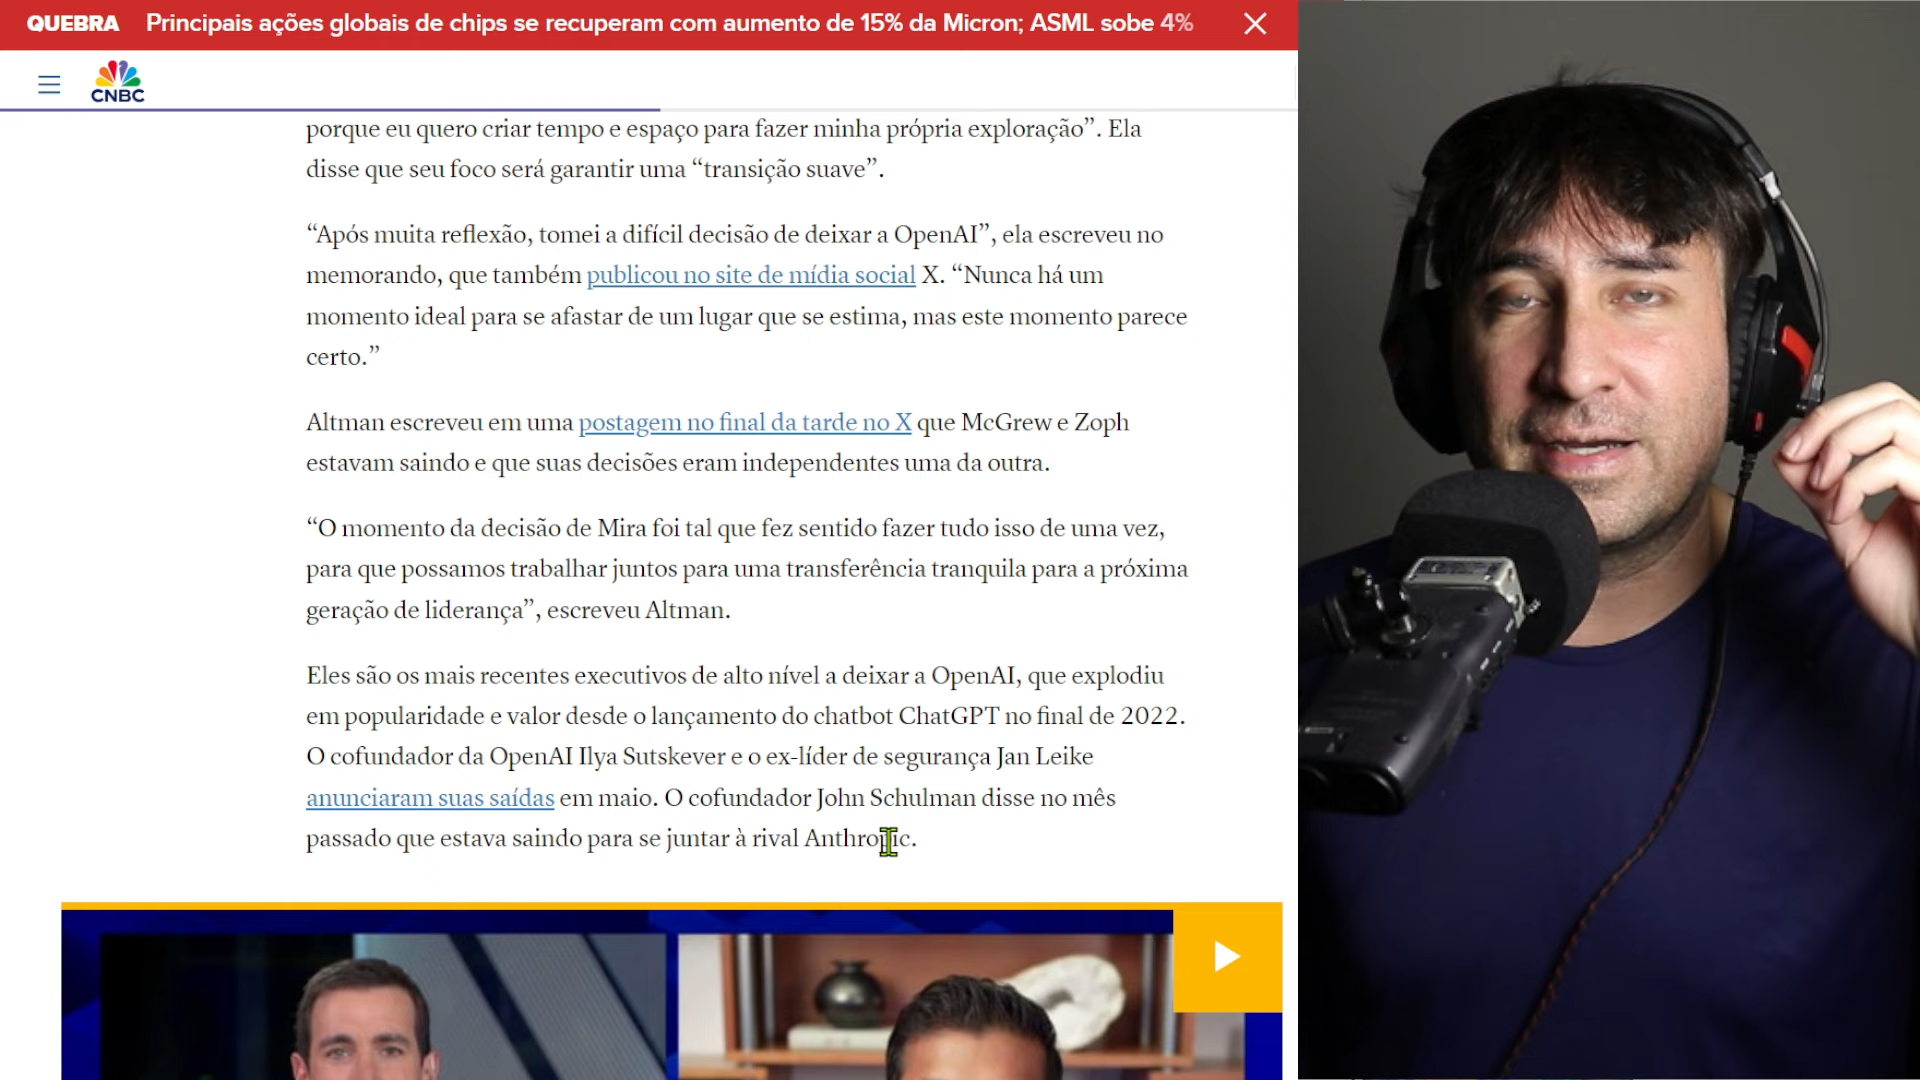 QUEBRA Principais ações globais de chips se recuperam com aumento de 15% da Micron; ASML sobe 4%
CNBC
porque eu quero criar tempo e espaço para fazer minha própria exploração”. Ela
disse que seu foco será garantir uma “transição suave”.
“Após muita reflexão, tomei a difícil decisão de deixar a OpenAI”, ela escreveu no
memorando, que também publicou no site de mídia social X. “Nunca há um
momento ideal para se afastar de um lugar que se estima, mas este momento parece
certo.”
Altman escreveu em uma postagem no final da tarde no X que McGrew e Zoph
estavam saindo e que suas decisões eram independentes uma da outra.
“O momento da decisão de Mira foi tal que fez sentido fazer tudo isso de uma vez,
para que possamos trabalhar juntos para uma transferência tranquila para a próxima
geração de liderança”, escreveu Altman.
Eles são os mais recentes executivos de alto nível a deixar a OpenAI, que explodiu
em popularidade e valor desde o lançamento do chatbot ChatGPT no final de 2022.
O cofundador da OpenAI Ilya Sutskever e o ex-líder de segurança Jan Leike
anunciaram suas saídas em maio. O cofundador John Schulman disse no mês
passado que estava saindo para se juntar à rival Anthropic.